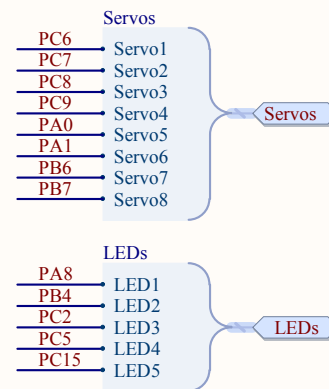 Servos
PC6 Servo1
PC7 Servo2
PC8 Servo3
PC9 Servo4
PA0 Servo5
PA1 Servo6
PB6 Servo7
PB7 Servo8
Servos
LEDs
PA8 LED1
PB4 LED2
PC2 LED3
PC5 LED4
PC15 LED5
LEDs